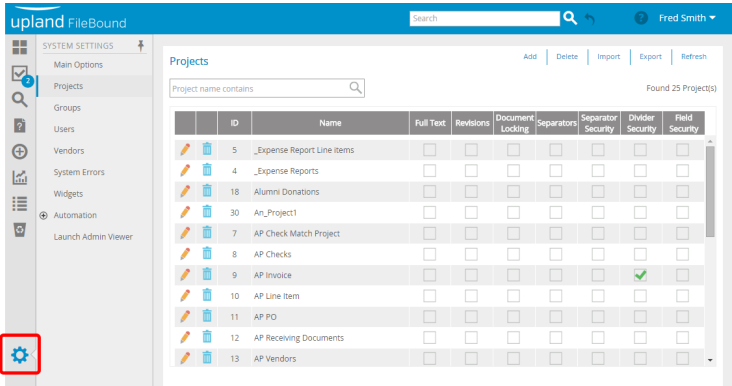 upland FileBound
Search
? Fred Smith
SYSTEM SETTINGS
Main Options
2
Projects
Groups
?
Users
Vendors
System Errors
Widgets
Automation
Launch Admin Viewer
Projects
Add Delete Import Export Refresh
Project name contains
Found 25 Project(s)
ID Name Full Text Revisions Document Locking Separators Separator Security Divider Security Field Security
5 _Expense Report Line items
4 _Expense Reports
18 Alumni Donations
30 An_Project1
7 AP Check Match Project
8 AP Checks
9 AP Invoice
10 AP Line Item
11 AP PO
12 AP Receiving Documents
13 AP Vendors